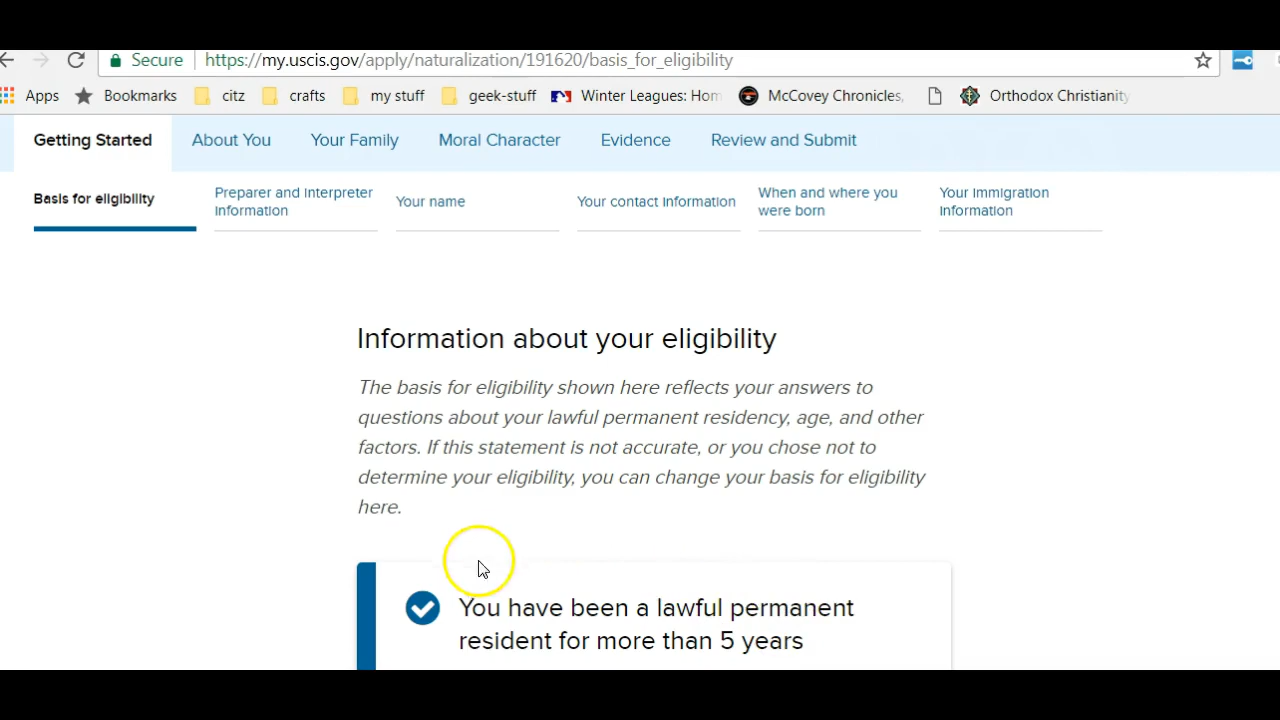 Secure https://my.uscis.gov/apply/naturalization/191620/basis_for_eligibility
Apps Bookmarks citz crafts my stuff geek-stuff Winter Leagues: Hom McCovey Chronicles, Orthodox Christianity
Getting Started About You Your Family Moral Character Evidence Review and Submit
Basis for eligibility
Preparer and Interpreter
Information
Your name
Your contact information
When and where you
were born
Your immigration
information
Information about your eligibility
The basis for eligibility shown here reflects your answers to
questions about your lawful permanent residency, age, and other
factors. If this statement is not accurate, or you chose not to
determine your eligibility, you can change your basis for eligibility
here.
You have been a lawful permanent
resident for more than 5 years